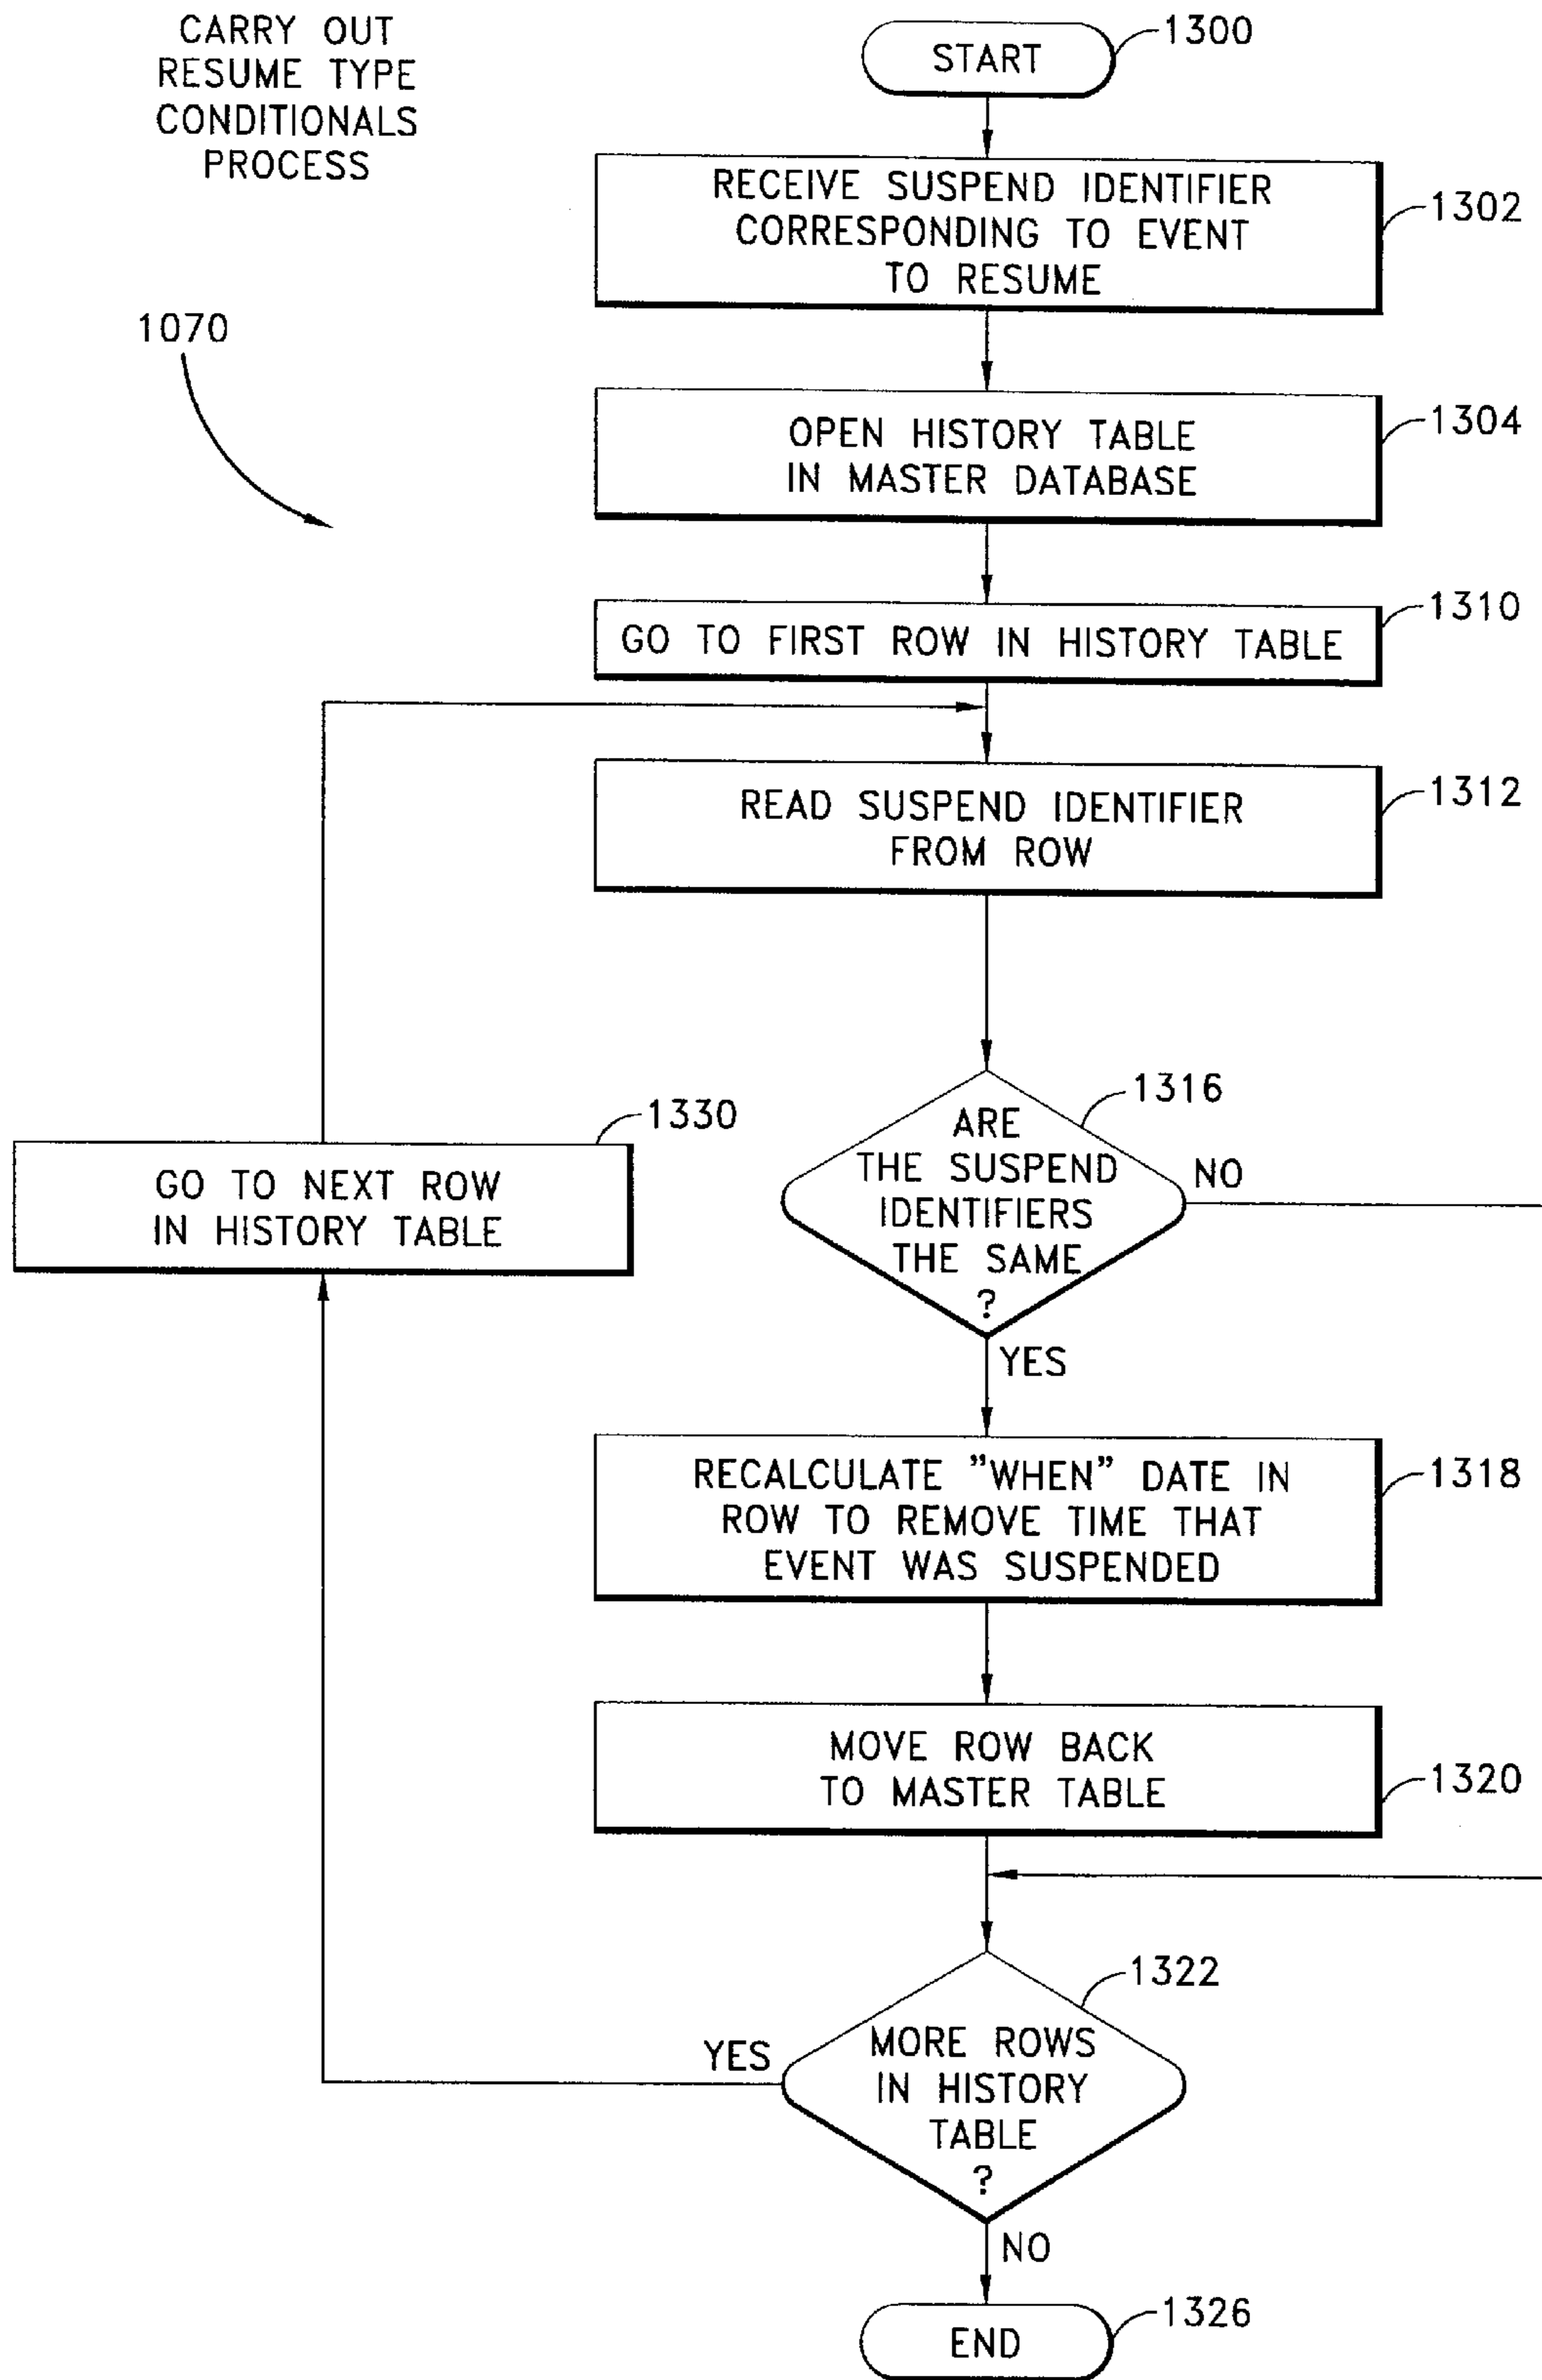 CARRY OUT
RESUME TYPE
CONDITIONALS
PROCESS
START
1300
RECEIVE SUSPEND IDENTIFIER
CORRESPONDING TO EVENT
TO RESUME
1302
1070
OPEN HISTORY TABLE
IN MASTER DATABASE
1304
GO TO FIRST ROW IN HISTORY TABLE
1310
READ SUSPEND IDENTIFIER
FROM ROW
1312
ARE
THE SUSPEND
IDENTIFIERS
THE SAME
?
1316
NO
YES
GO TO NEXT ROW
IN HISTORY TABLE
1330
RECALCULATE ”WHEN” DATE IN
ROW TO REMOVE TIME THAT
EVENT WAS SUSPENDED
1318
MOVE ROW BACK
TO MASTER TABLE
1320
MORE ROWS
IN HISTORY
TABLE
?
1322
YES
NO
END
1326